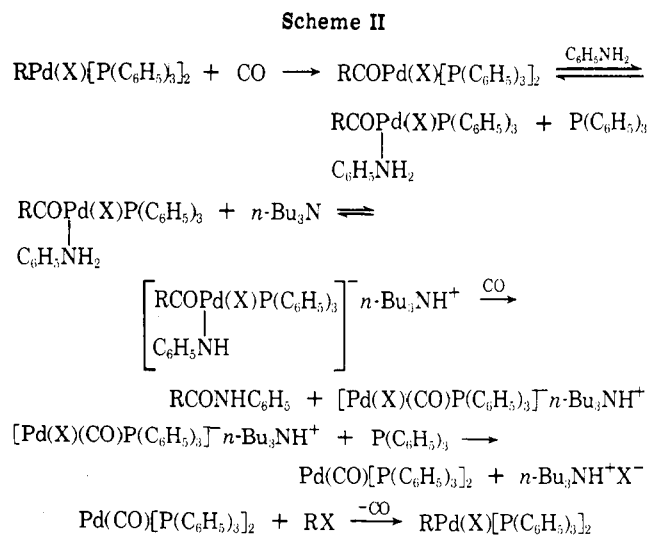 Scheme II
RPd(X)[P(C₆H₅)₃]₂ + CO ⟶ RCOPd(X)[P(C₆H₅)₃]₂ C₆H₅NH₂ ⇌
RCOPd(X)P(C₆H₅)₃ + P(C₆H₅)₃
C₆H₅NH₂
RCOPd(X)P(C₆H₅)₃ + n-Bu₃N ⇌
C₆H₅NH₂
[RCOPd(X)P(C₆H₅)₃]⁻ n-Bu₃NH⁺ CO ⟶
C₆H₅NH
RCONHC₆H₅ + [Pd(X)(CO)P(C₆H₅)₃]⁻n-Bu₃NH⁺
[Pd(X)(CO)P(C₆H₅)₃]⁻n-Bu₃NH⁺ + P(C₆H₅)₃ ⟶
Pd(CO)[P(C₆H₅)₃]₂ + n-Bu₃NH⁺X⁻
Pd(CO)[P(C₆H₅)₃]₂ + RX -CO ⟶ RPd(X)[P(C₆H₅)₃]₂